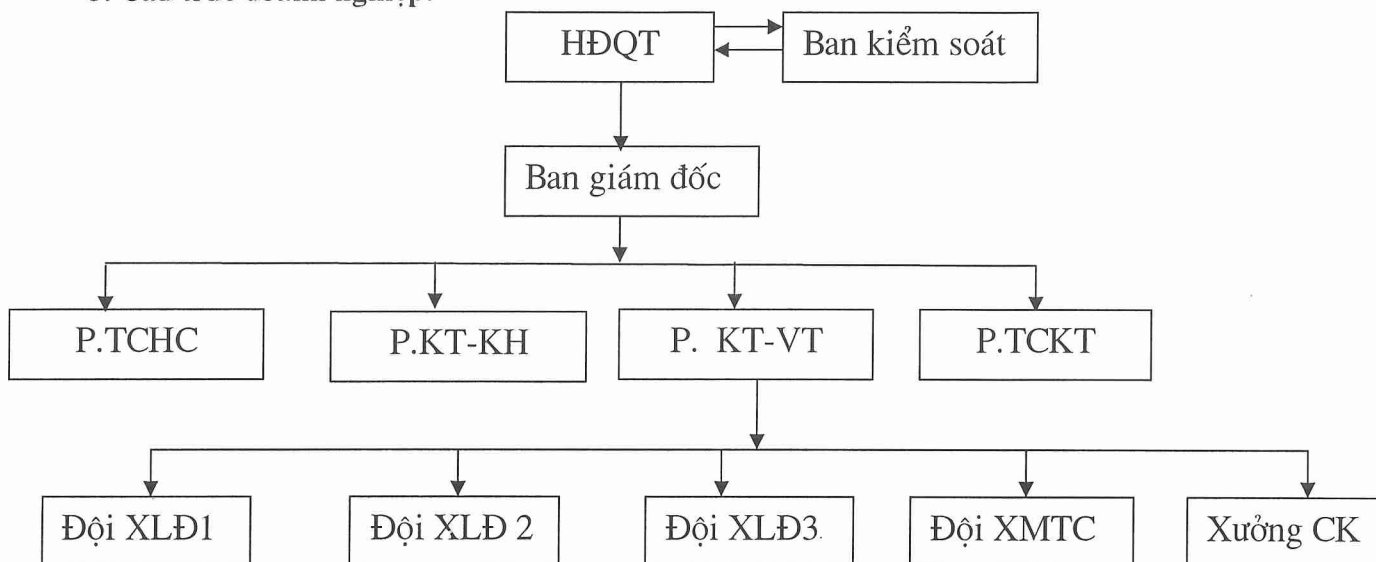 HĐQT
Ban kiểm soát
Ban giám đốc
P.TCHC
P.KT-KH
P. KT-VT
P.TCKT
Đội XLĐ1
Đội XLĐ 2
Đội XLĐ3.
Đội XMTC
Xưởng CK